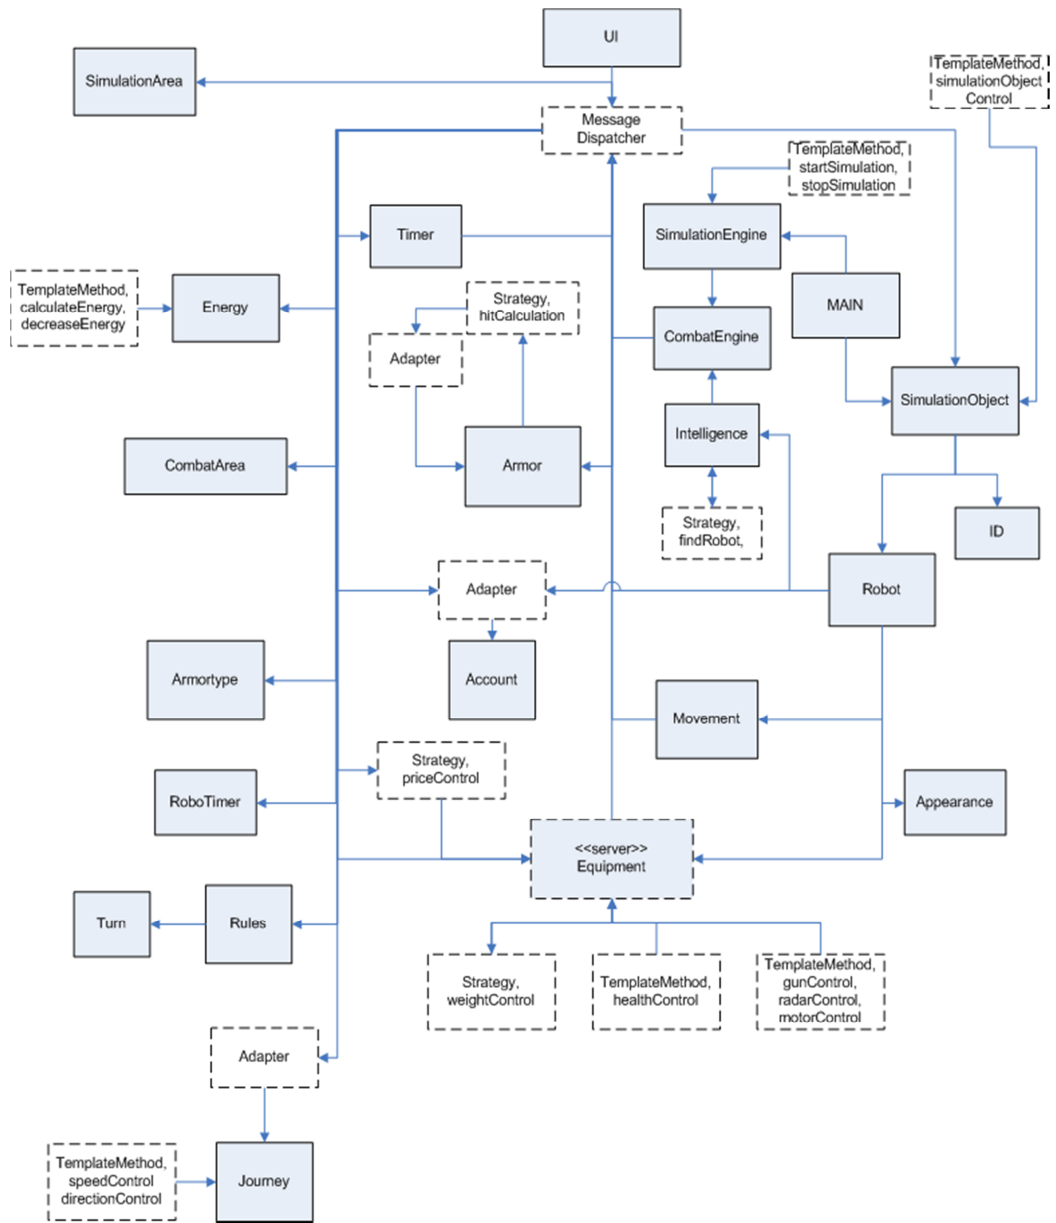 UI
SimulationArea
TemplateMethod,
simulationObject
Control
Message
Dispatcher
TemplateMethod,
startSimulation,
stopSimulation
Timer
SimulationEngine
TemplateMethod,
calculateEnergy,
decreaseEnergy
Energy
Strategy,
hitCalculation
MAIN
Adapter
CombatEngine
SimulationObject
CombatArea
Armor
Intelligence
Strategy,
findRobot,
ID
Adapter
Robot
Armortype
Account
Movement
Strategy,
priceControl
RoboTimer
Appearance
<<server>>
Equipment
Turn
Rules
Strategy,
weightControl
TemplateMethod,
healthControl
TemplateMethod,
gunControl,
radarControl,
motorControl
Adapter
TemplateMethod,
speedControl
directionControl
Journey